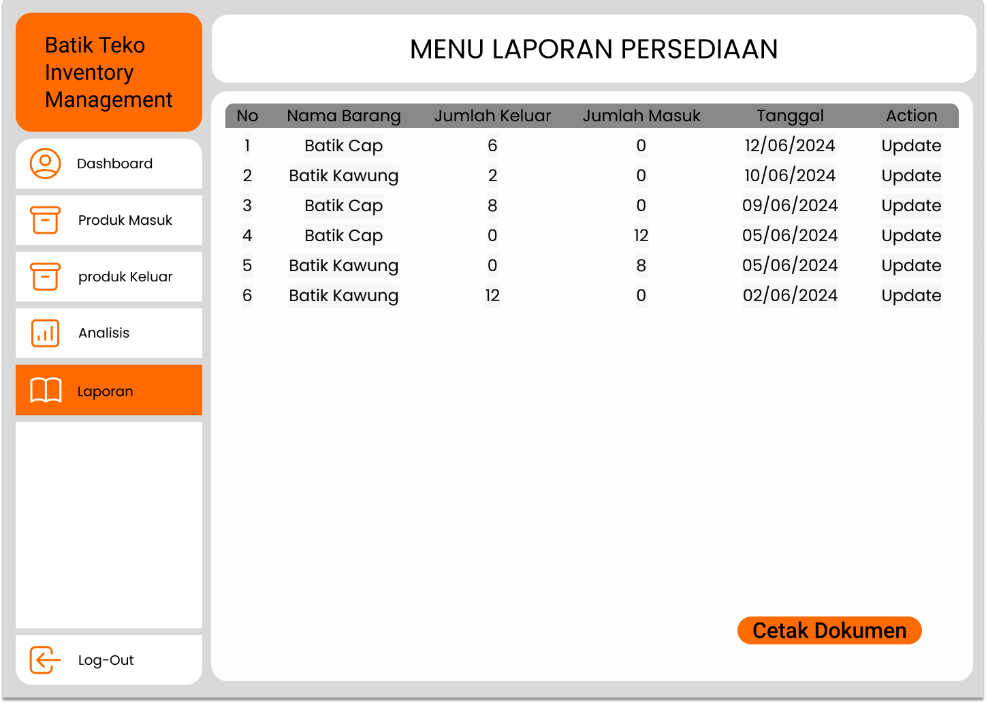 Batik Teko
Inventory
Management
MENU LAPORAN PERSEDIAAN
Dashboard
Produk Masuk
produk Keluar
Analisis
Laporan
Log-Out
No Nama Barang Jumlah Keluar Jumlah Masuk Tanggal Action
1 Batik Cap 6 0 12/06/2024 Update
2 Batik Kawung 2 0 10/06/2024 Update
3 Batik Cap 8 0 09/06/2024 Update
4 Batik Cap 0 12 05/06/2024 Update
5 Batik Kawung 0 8 05/06/2024 Update
6 Batik Kawung 12 0 02/06/2024 Update
Cetak Dokumen